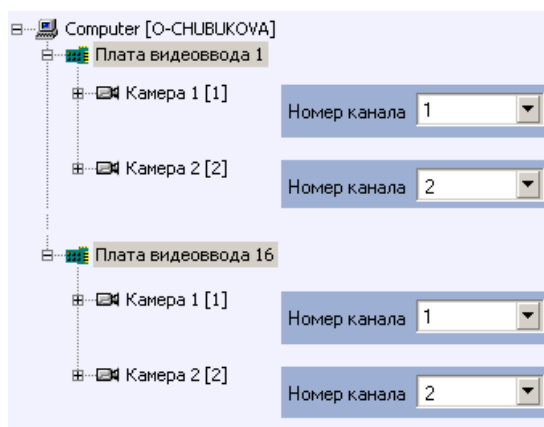 Computer [O-CHUBUKOVA]
Плата видеоввода 1
Камера 1 [1]
Номер канала 1
Камера 2 [2]
Номер канала 2
Плата видеоввода 16
Камера 1 [1]
Номер канала 1
Камера 2 [2]
Номер канала 2